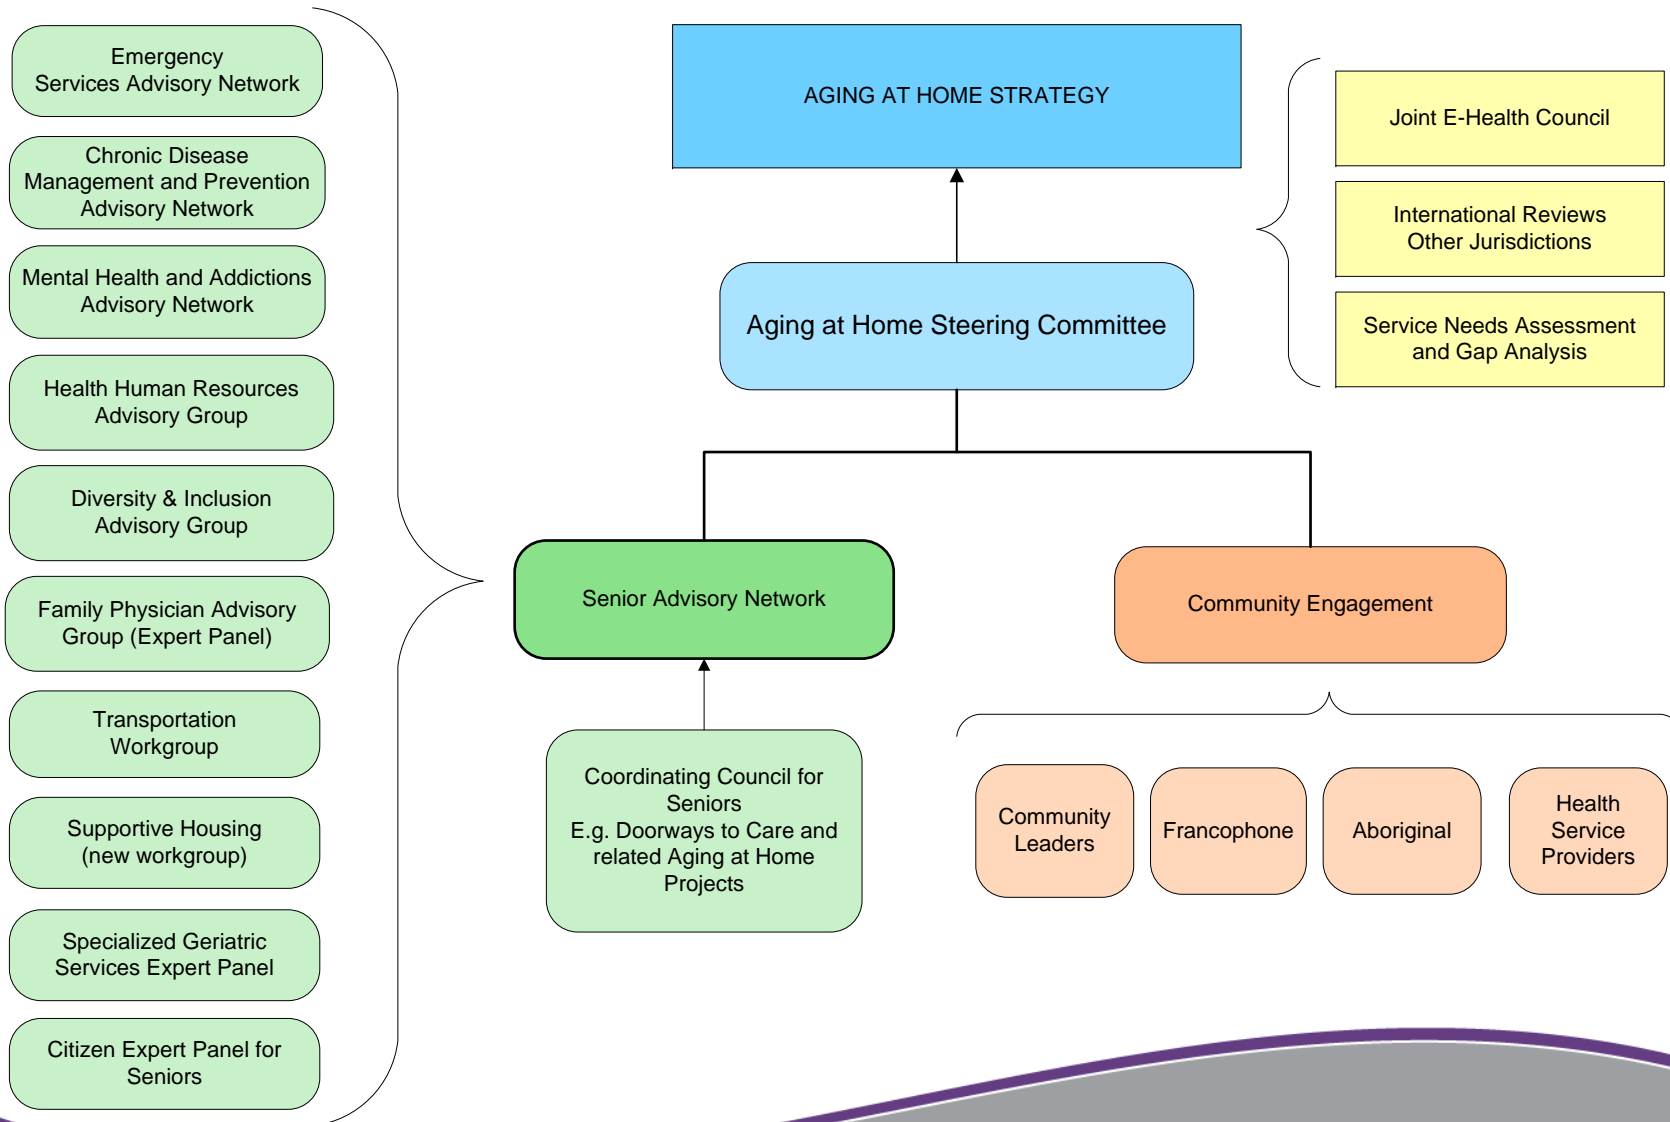 Emergency
Services Advisory Network
Chronic Disease
Management and Prevention
Advisory Network
Mental Health and Addictions
Advisory Network
Health Human Resources
Advisory Group
Diversity & Inclusion
Advisory Group
Family Physician Advisory
Group (Expert Panel)
Transportation
Workgroup
Supportive Housing
(new workgroup)
Specialized Geriatric
Services Expert Panel
Citizen Expert Panel for
Seniors
AGING AT HOME STRATEGY
Aging at Home Steering Committee
Senior Advisory Network
Coordinating Council for
Seniors
E.g. Doorways to Care and
related Aging at Home
Projects
Joint E-Health Council
International Reviews
Other Jurisdictions
Service Needs Assessment
and Gap Analysis
Community Engagement
Community
Leaders
Francophone
Aboriginal
Health
Service
Providers